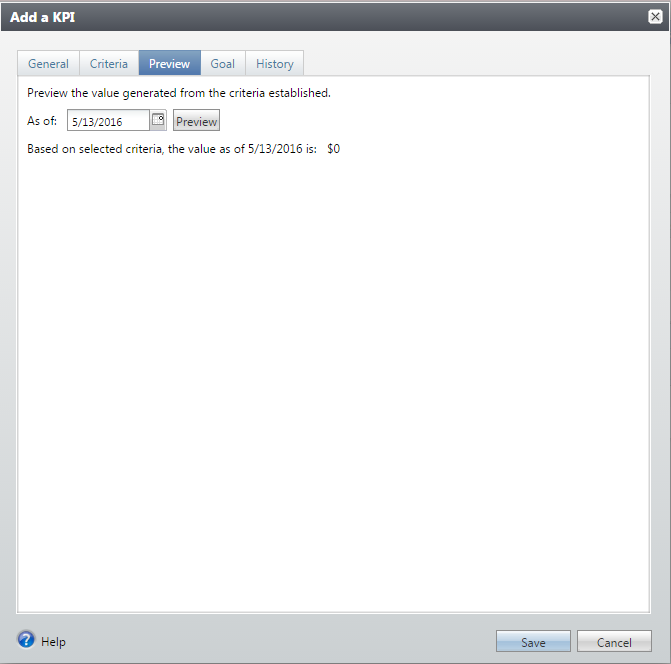 Add a KPI
General Criteria Preview Goal History
Preview the value generated from the criteria established.
As of: 5/13/2016 Preview
Based on selected criteria, the value as of 5/13/2016 is: $0
? Help Save Cancel